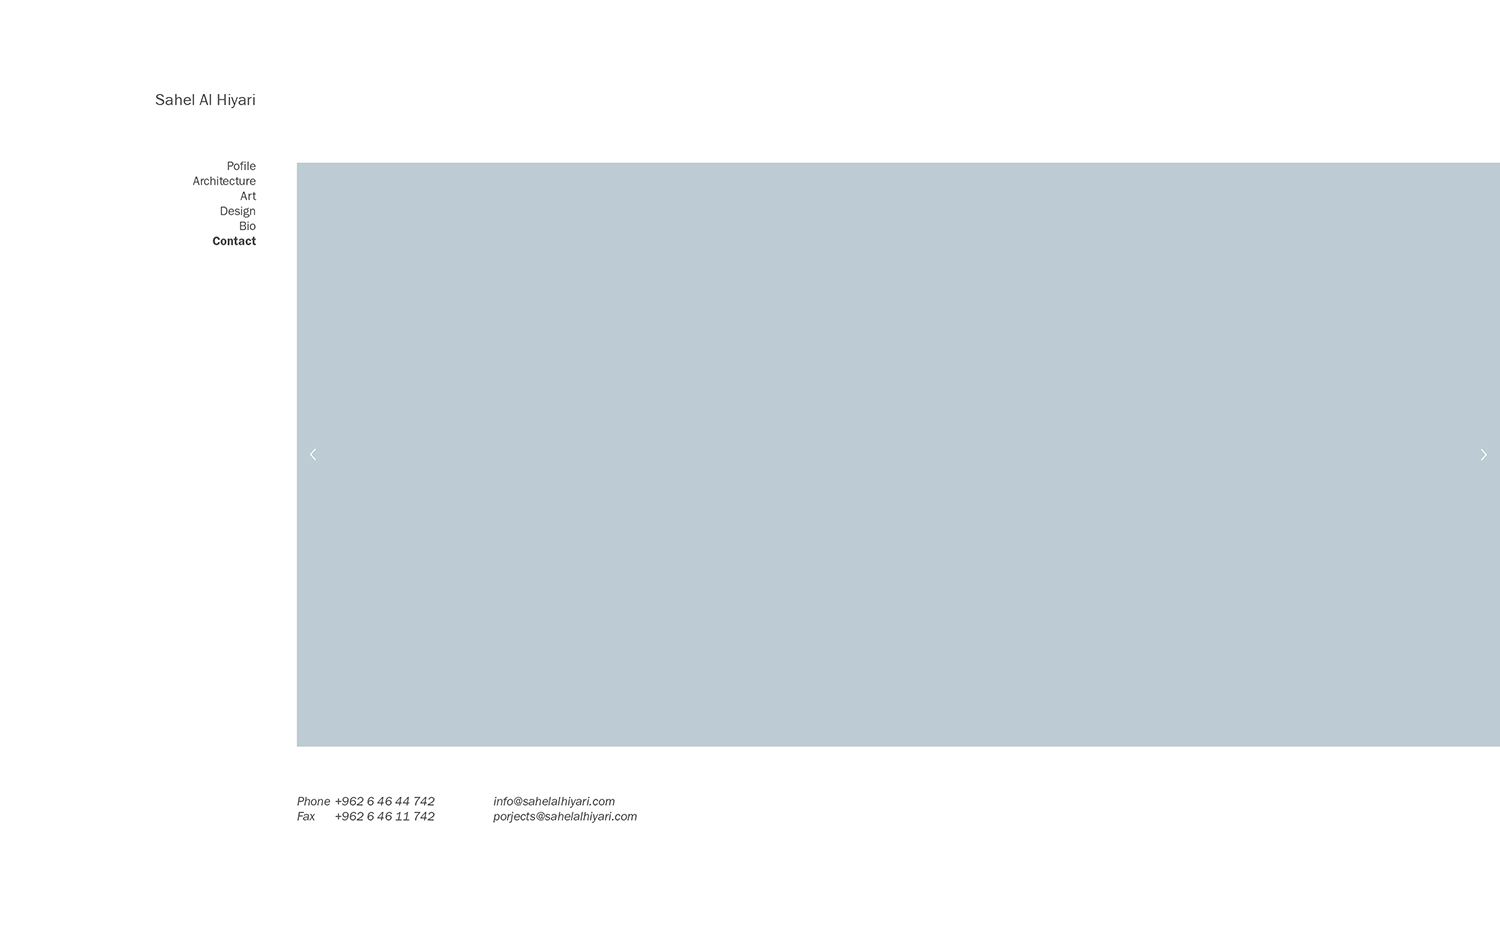 Sahel Al Hiyari
Pofile
Architecture
Art
Design
Bio
Contact
Phone +962 6 46 44 742
Fax +962 6 46 11 742
info@sahelalhiyari.com
porjects@sahelalhiyari.com